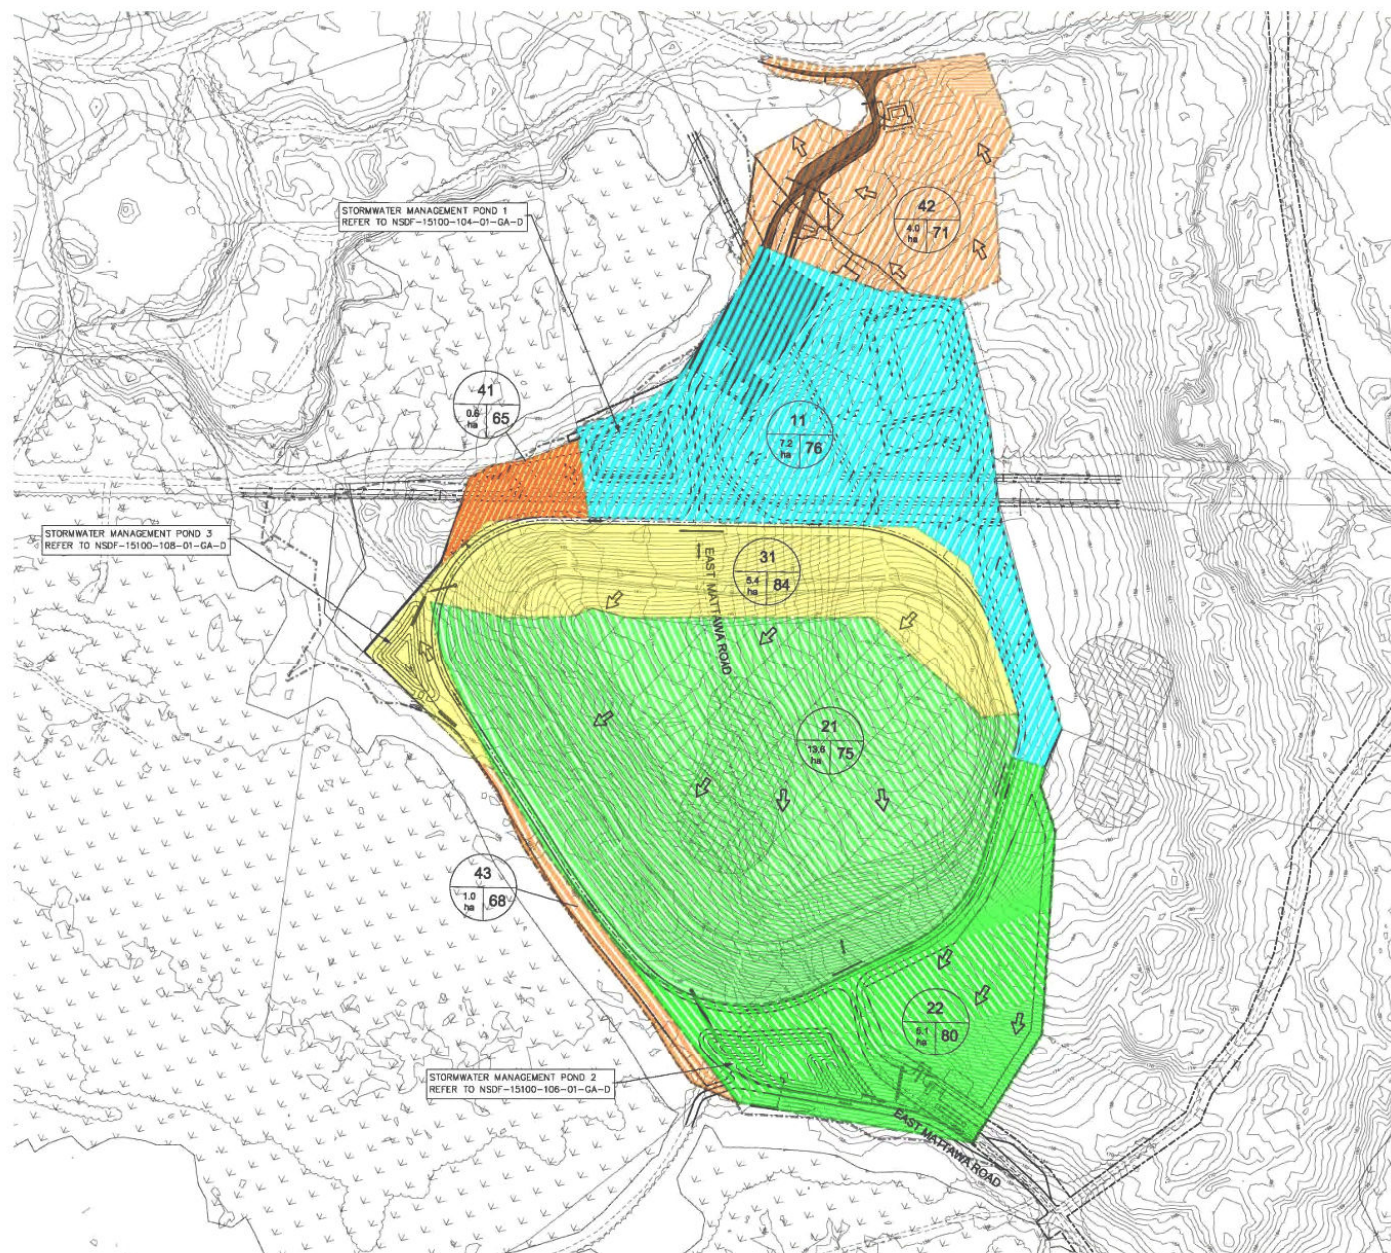 42
4.0
ha
71
STORMWATER MANAGEMENT POND 1
REFER TO NSDF-15100-104-01-GA-D
41
0.6
ha
65
11
7.2
ha
76
STORMWATER MANAGEMENT POND 3
REFER TO NSDF-15100-108-01-GA-D
31
5.4
ha
84
EAST MATTAWA ROAD
21
13.6
ha
75
43
1.0
ha
68
22
5.1
ha
80
STORMWATER MANAGEMENT POND 2
REFER TO NSDF-15100-106-01-GA-D
EAST MATTAWA ROAD